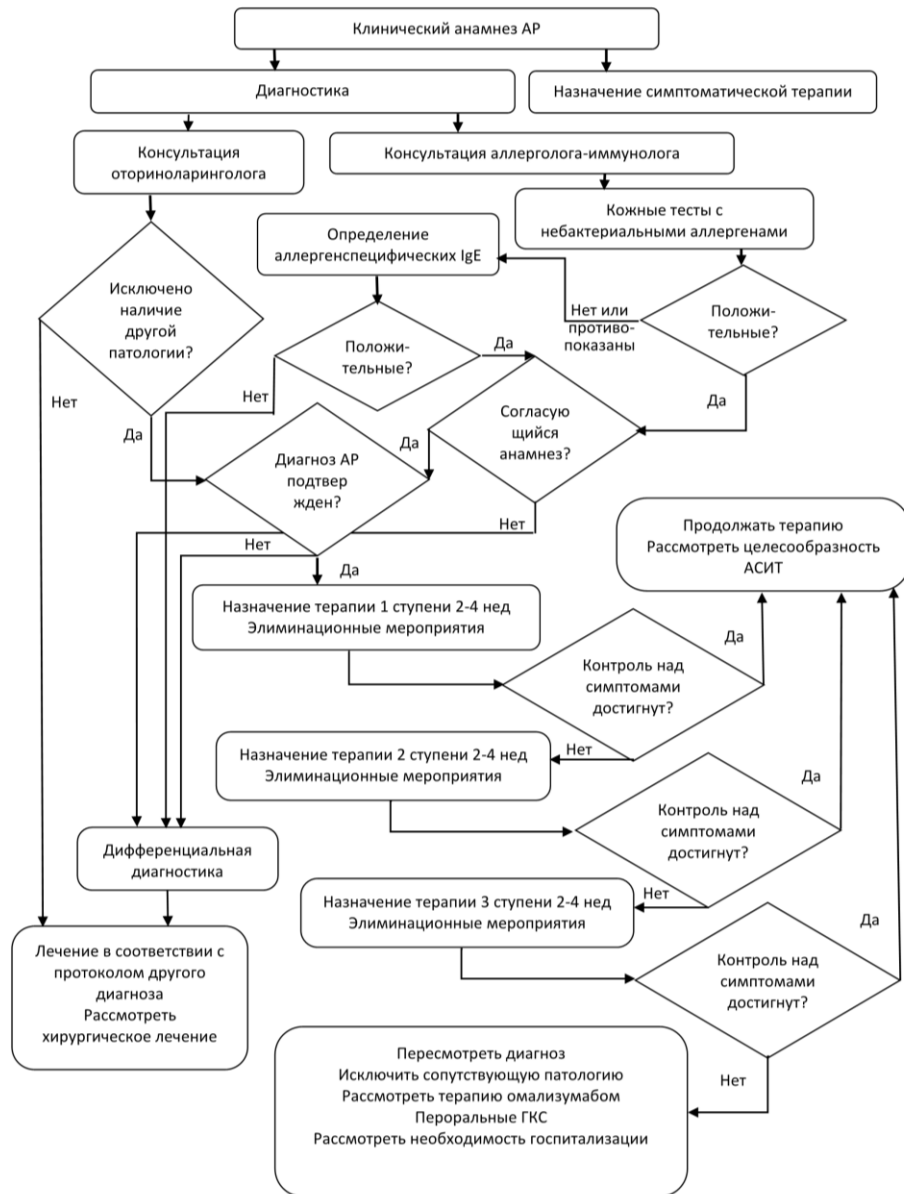 Клинический анамнез АР
Диагностика
Назначение симптоматической терапии
Консультация
оториноларинголога
Консультация аллерголога-иммунолога
Кожные тесты с
небактериальными аллергенами
Определение
аллергенспецифических IgE
Исключено
наличие
другой
патологии?
Нет или
противо-
показаны
Положи-
тельные?
Положи-
тельные?
Да
Нет
Нет
Да
Да
Согласую
щийся
анамнез?
Да
Диагноз АР
подтвер
жден?
Нет
Нет
Да
Продолжать терапию
Рассмотреть целесообразность
АСИТ
Назначение терапии 1 ступени 2-4 нед
Элиминационные мероприятия
Да
Контроль над
симптомами
достигнут?
Нет
Назначение терапии 2 ступени 2-4 нед
Элиминационные мероприятия
Да
Контроль над
симптомами
достигнут?
Дифференциальная
диагностика
Нет
Назначение терапии 3 ступени 2-4 нед
Элиминационные мероприятия
Да
Контроль над
симптомами
достигнут?
Лечение в соответствии с
протоколом другого
диагноза
Рассмотреть
хирургическое лечение
Нет
Пересмотреть диагноз
Исключить сопутствующую патологию
Рассмотреть терапию омализумабом
Пероральные ГКС
Рассмотреть необходимость госпитализации